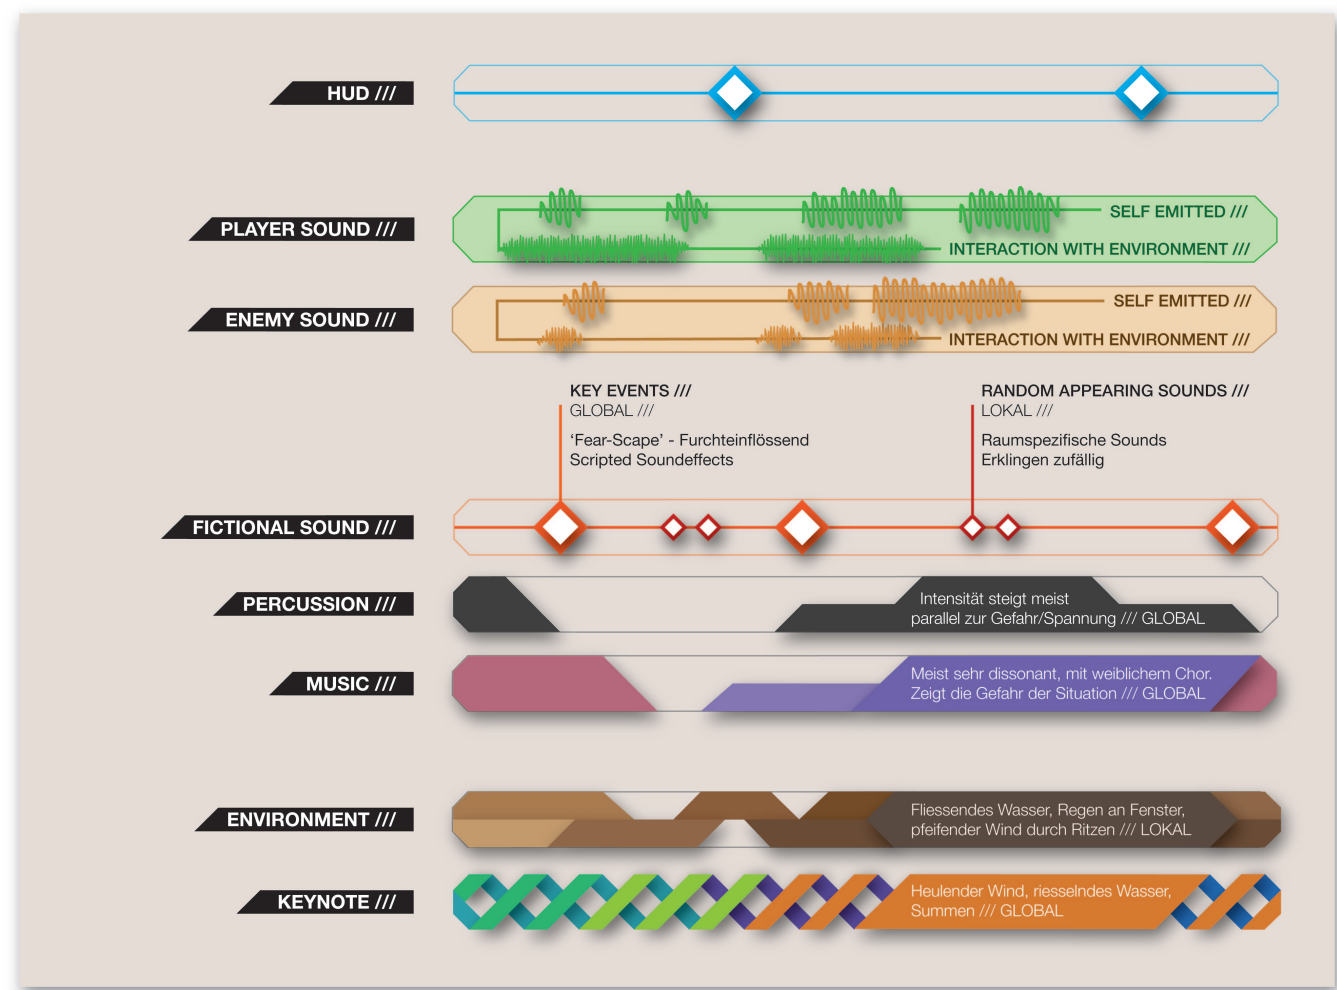 HUD ///
PLAYER SOUND ///
SELF EMITTED ///
INTERACTION WITH ENVIRONMENT ///
ENEMY SOUND ///
SELF EMITTED ///
INTERACTION WITH ENVIRONMENT ///
KEY EVENTS ///
GLOBAL ///
‘Fear-Scape’ - Furchteinflössend
Scripted Soundeffects
RANDOM APPEARING SOUNDS ///
LOKAL ///
Raumspezifische Sounds
Erklingen zufällig
FICTIONAL SOUND ///
PERCUSSION ///
Intensität steigt meist
parallel zur Gefahr/Spannung /// GLOBAL
MUSIC ///
Meist sehr dissonant, mit weiblichem Chor.
Zeigt die Gefahr der Situation /// GLOBAL
ENVIRONMENT ///
Fliessendes Wasser, Regen an Fenster,
pfeifender Wind durch Ritzen /// LOKAL
KEYNOTE ///
Heulender Wind, riesselndes Wasser,
Summen /// GLOBAL